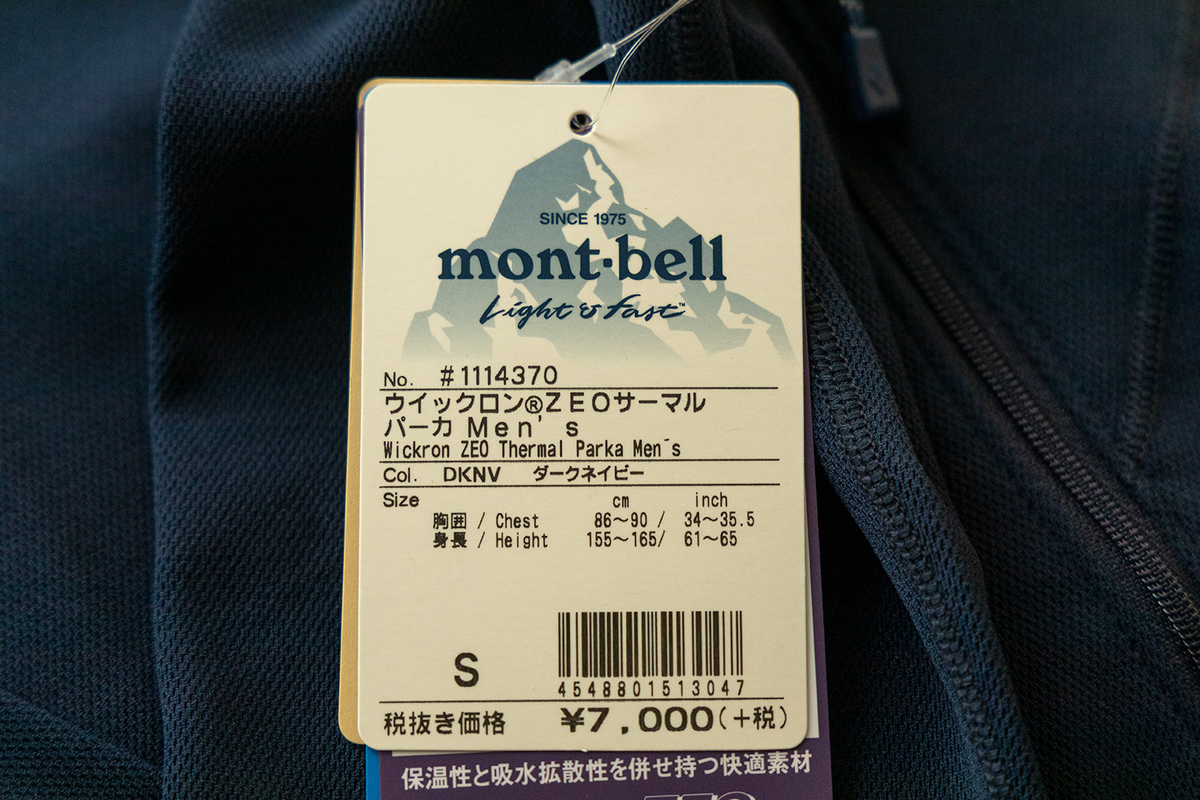 SINCE 1975
mont·bell
Light & Fast™
No. #1114370
ウイックロン®ZEOサーマル
パーカ Men's
Wickron ZEO Thermal Parka Men´s
Col. DKNV ダークネイビー
Size cm inch
胸囲 / Chest 86～90 / 34～35.5
身長 / Height 155～165/ 61～65
S
4548801513047
税抜き価格 ¥7,000(+税)
保温性と吸水拡散性を併せ持つ快適素材